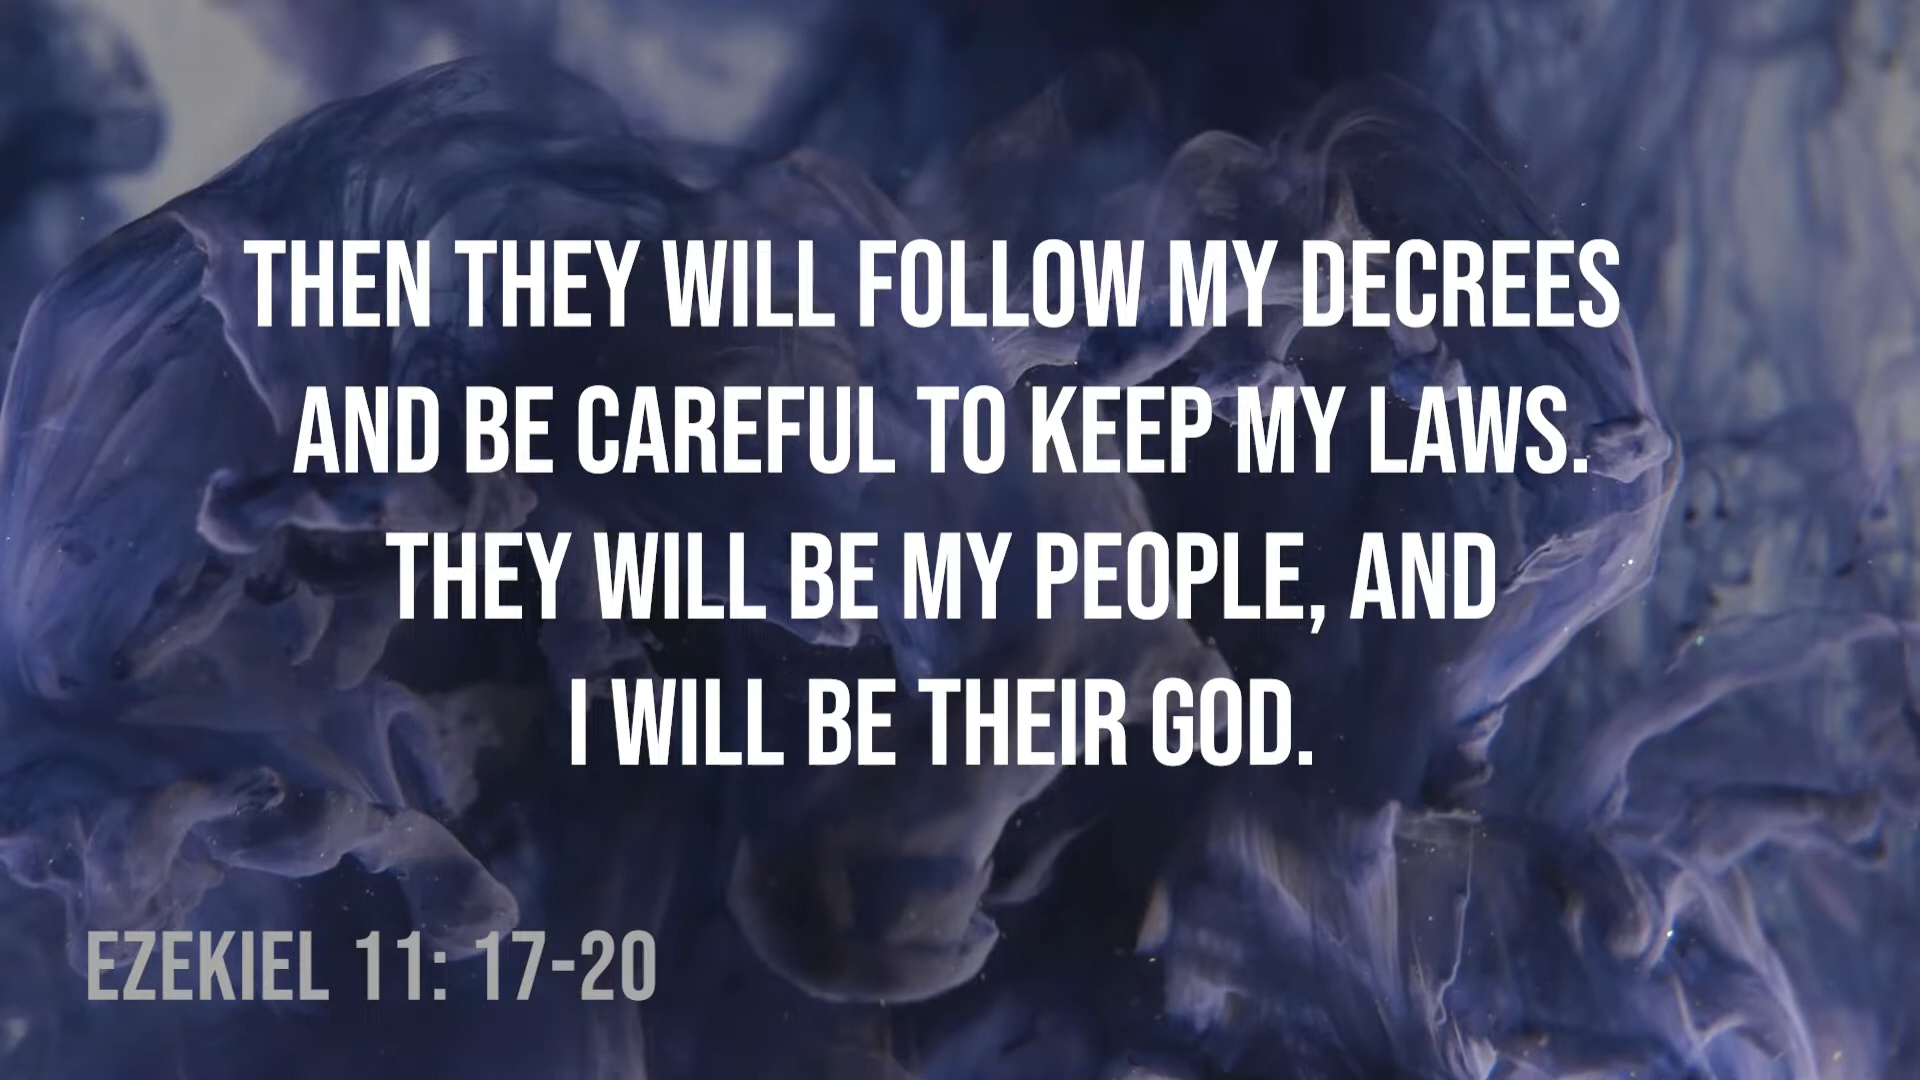 THEN THEY WILL FOLLOW MY DECREES
AND BE CAREFUL TO KEEP MY LAWS.
THEY WILL BE MY PEOPLE, AND
I WILL BE THEIR GOD.
EZEKIEL 11: 17-20